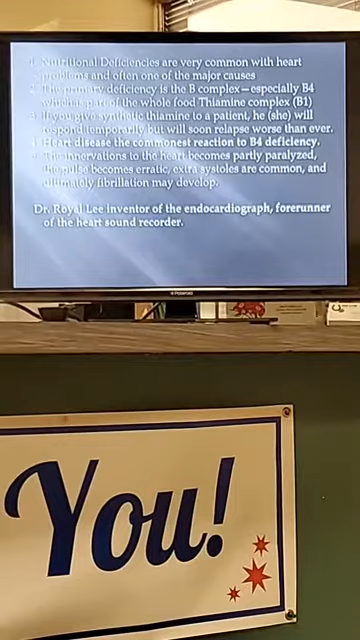 1. Nutritional Deficiencies are very common with heart
problems and often one of the major causes
2. The primary deficiency is the B complex – especially B4
which is part of the whole food Thiamine complex (B1)
3. If you give synthetic thiamine to a patient, he (she) will
respond temporarily but will soon relapse worse than ever.
4. Heart disease the commonest reaction to B4 deficiency.
5. The innervations to the heart becomes partly paralyzed,
the pulse becomes erratic, extra systoles are common, and
ultimately fibrillation may develop.
Dr. Royal Lee inventor of the endocardiograph, forerunner
of the heart sound recorder.
Polaroid
You!